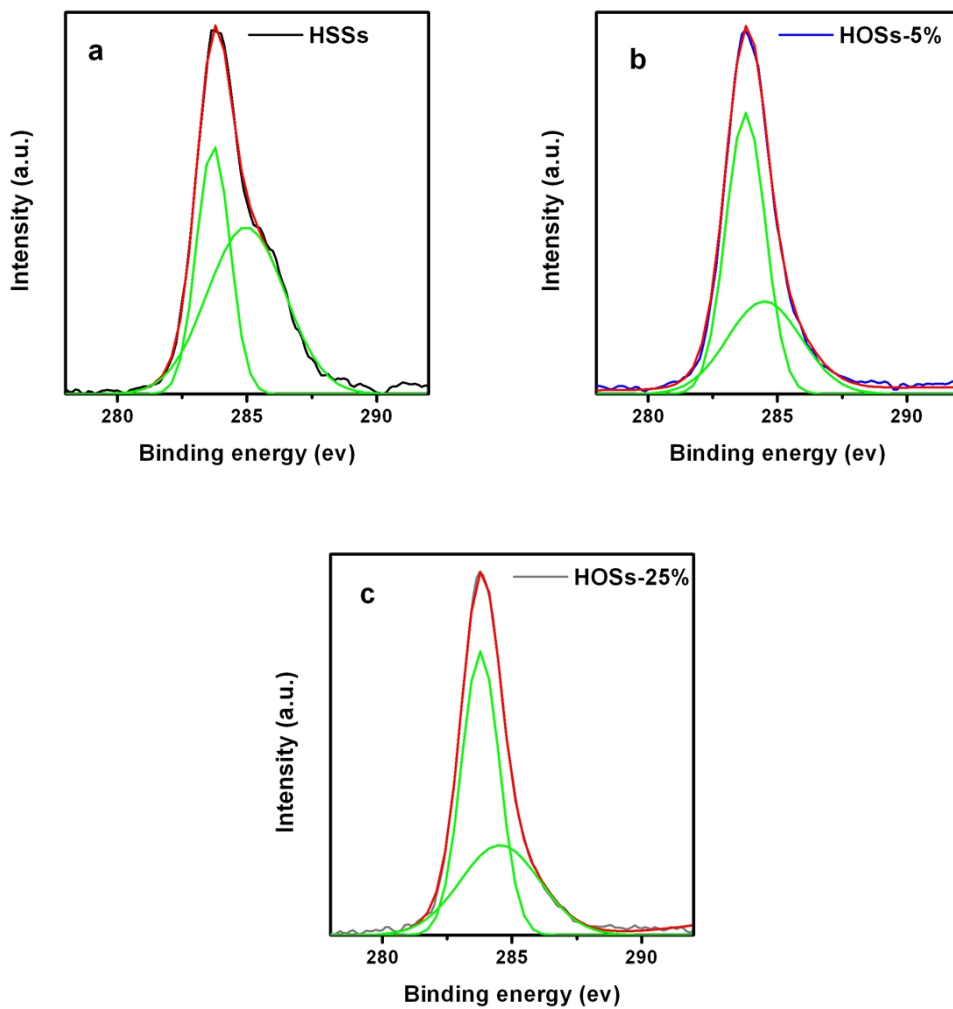 a
HSSs
Intensity (a.u.)
280 285 290
Binding energy (ev)
b
HOSs-5%
Intensity (a.u.)
280 285 290
Binding energy (ev)
c
HOSs-25%
Intensity (a.u.)
280 285 290
Binding energy (ev)